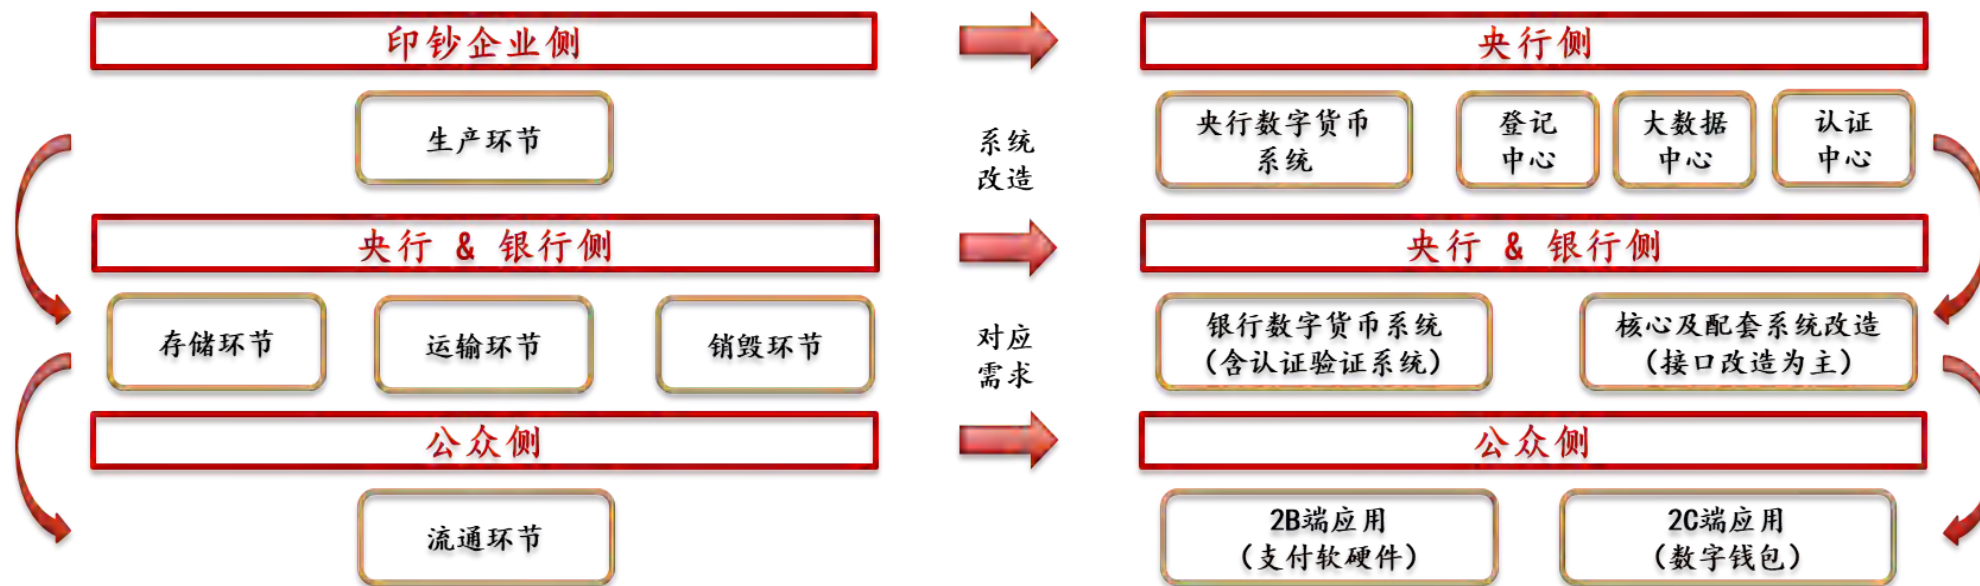 印钞企业侧
央行侧
生产环节
系统
改造
央行数字货币
系统
登记
中心
大数据
中心
认证
中心
央行 & 银行侧
央行 & 银行侧
存储环节
运输环节
销毁环节
对应
需求
银行数字货币系统
（含认证验证系统）
核心及配套系统改造
（接口改造为主）
公众侧
公众侧
流通环节
2B端应用
（支付软硬件）
2C端应用
（数字钱包）